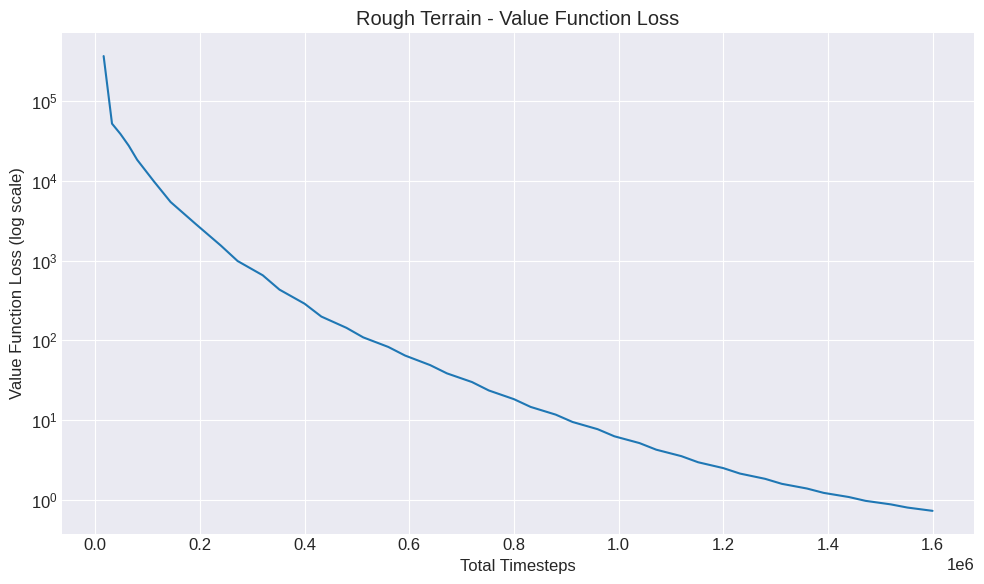 Rough Terrain - Value Function Loss
Value Function Loss (log scale)
10^5
10^4
10^3
10^2
10^1
10^0
0.0 0.2 0.4 0.6 0.8 1.0 1.2 1.4 1.6
1e6
Total Timesteps